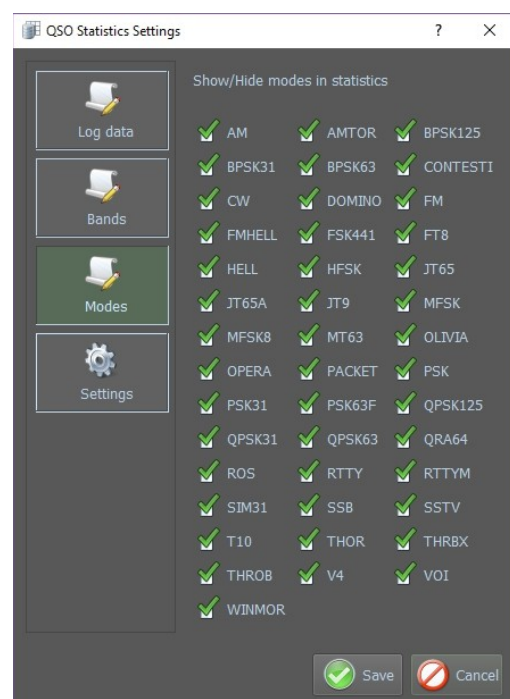 QSO Statistics Settings ?
Log data
Bands
Modes
Settings
Show/Hide modes in statistics
AM AMTOR BPSK125
BPSK31 BPSK63 CONTESTI
CW DOMINO FM
FMHELL FSK441 FT8
HELL HFSK JT65
JT65A JT9 MFSK
MFSK8 MT63 OLIVIA
OPERA PACKET PSK
PSK31 PSK63F QPSK125
QPSK31 QPSK63 QRA64
ROS RTTY RTTYM
SIM31 SSB SSTV
T10 THOR THRBX
THROB V4 VOI
WINMOR
Save Cancel